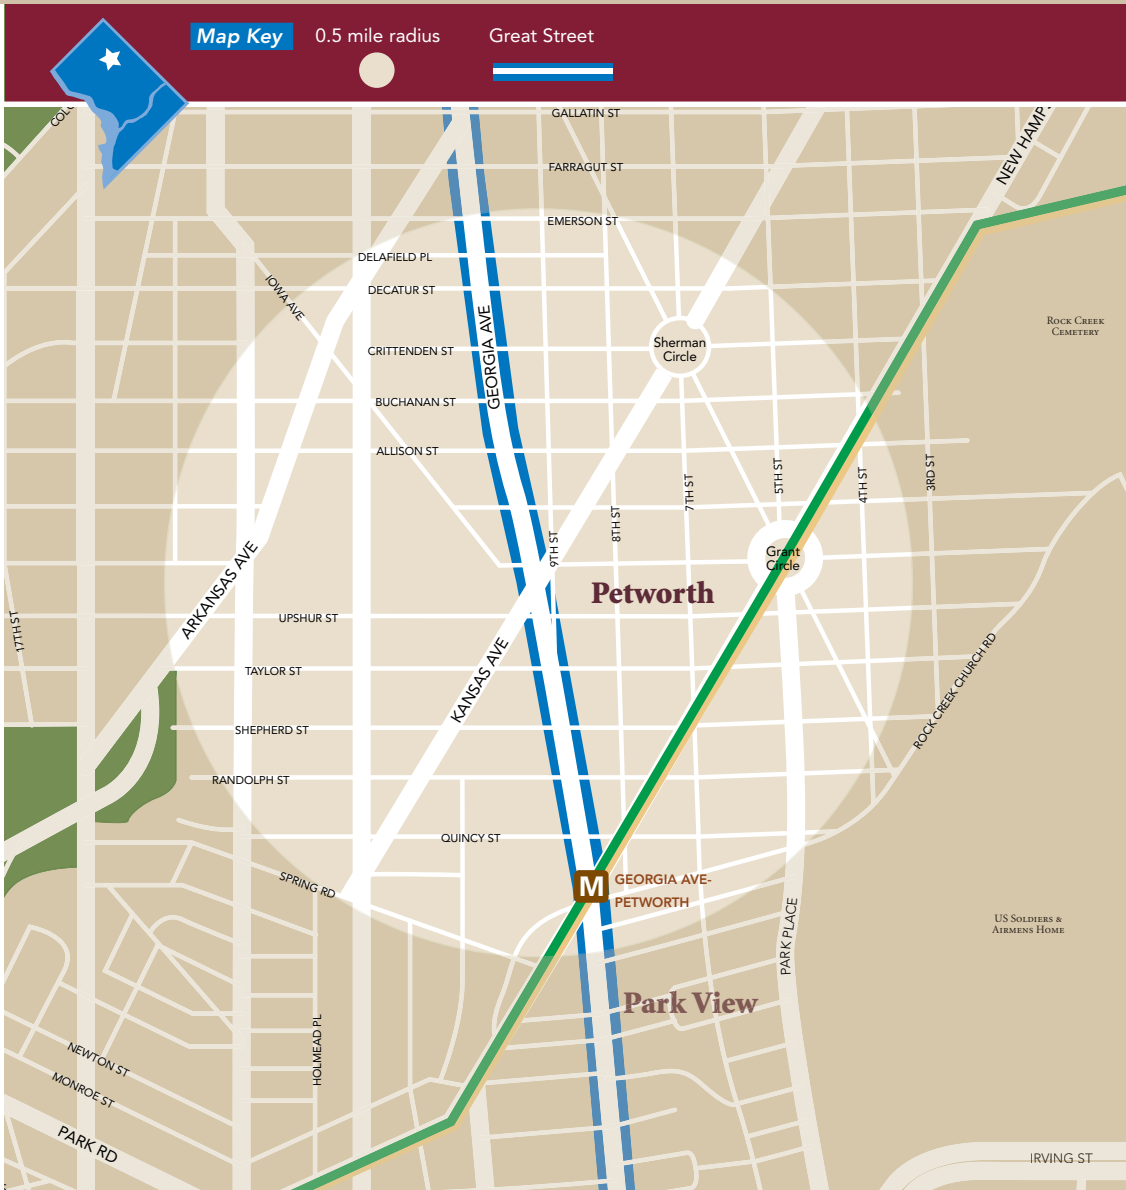 Map Key
0.5 mile radius
Great Street
GALLATIN ST
NEW HAMP
FARRAGUT ST
EMERSON ST
DELAFIELD PL
IOWA AVE
DECATUR ST
GEORGIA AVE
Sherman
Circle
ROCK CREEK
CEMETERY
CRITTENDEN ST
BUCHANAN ST
ALLISON ST
9TH ST
8TH ST
7TH ST
5TH ST
4TH ST
3RD ST
ARKANSAS AVE
Grant
Circle
Petworth
17TH ST
UPSHUR ST
TAYLOR ST
KANSAS AVE
ROCK CREEK CHURCH RD
SHEPHERD ST
RANDOLPH ST
QUINCY ST
SPRING RD
M
GEORGIA AVE-
PETWORTH
PARK PLACE
US SOLDIERS &
AIRMENS HOME
Park View
HOLMEAD PL
NEWTON ST
MONROE ST
PARK RD
IRVING ST